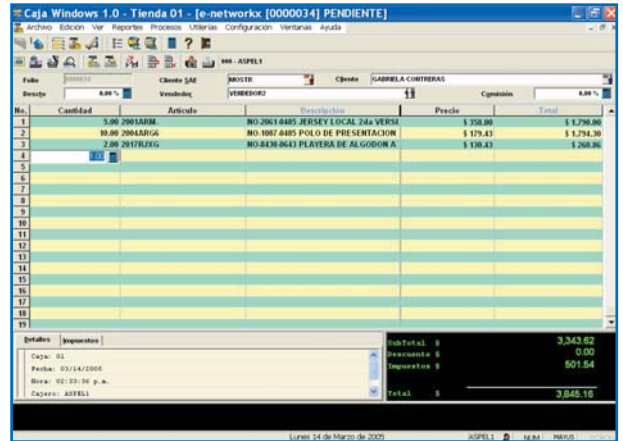 Caja Windows 1.0 - Tienda 01 - [e-networkx [0000034] PENDIENTE]
Archivo Edición Ver Reportes Procesos Utilerías Configuración Ventanas Ayuda
000 - ASPEL1
Folio 0000034 Cliente SAE MOSTR Cliente GABRIELA CONTRERAS
Descto 0.00 % Vendedor VENDEDOR2 Comisión 0.00 %
No. Cantidad Artículo Descripción Precio Total
1 5.00 2001ARM- NO-2061-0405 JERSEY LOCAL 2da VERSI $ 358.00 $ 1,790.00
2 10.00 2004ARG6 NO-1087-0405 POLO DE PRESENTACION $ 179.43 $ 1,794.30
3 2.00 2017RJXG NO-8430-0643 PLAYERA DE ALGODON A $ 130.43 $ 260.86
4 0.00
5
6
7
8
9
10
11
12
13
14
15
16
17
18
19
Detalles Impuestos
Caja: 01
Fecha: 03/14/2005
Hora: 02:33:36 p.m.
Cajero: ASPEL1
SubTotal $ 3,343.62
Descuento $ 0.00
Impuestos $ 501.54
Total $ 3,845.16
Lunes 14 de Marzo de 2005 ASPEL1 NUM MAYUS